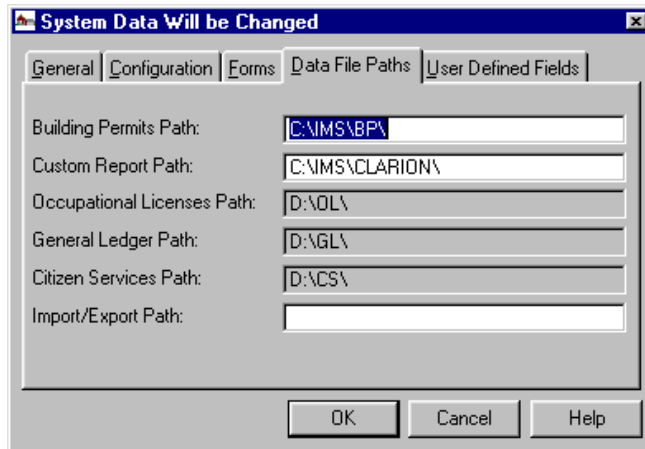 System Data Will be Changed
General Configuration Forms Data File Paths User Defined Fields
Building Permits Path: C:\IMS\BP\
Custom Report Path: C:\IMS\CLARION\
Occupational Licenses Path: D:\OL\
General Ledger Path: D:\GL\
Citizen Services Path: D:\CS\
Import/Export Path:
OK Cancel Help